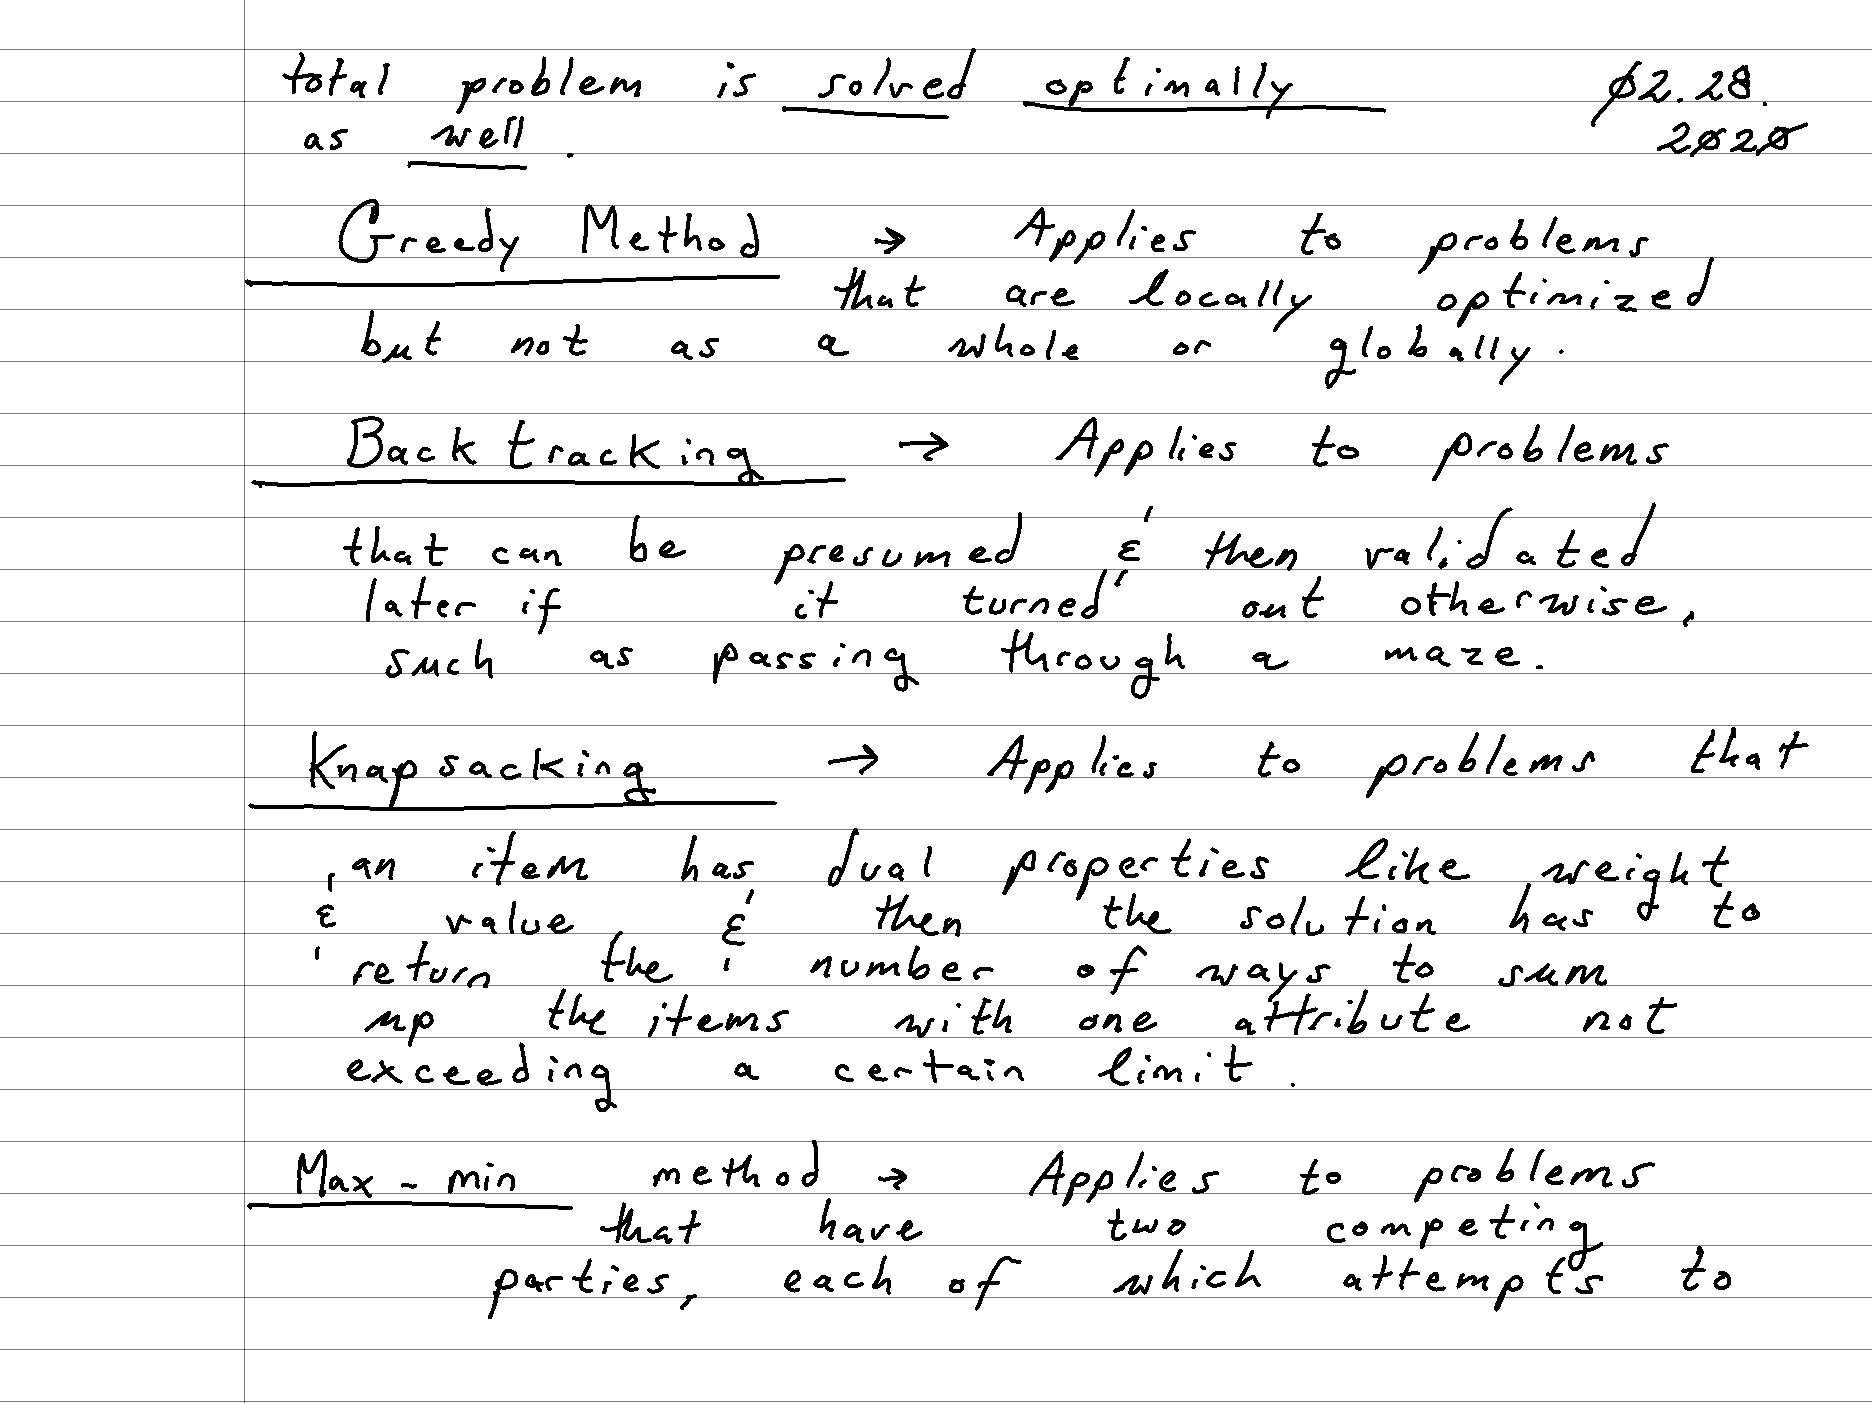 total problem is solved optimally 02.28.
as well. 2020
Greedy Method → Applies to problems
that are locally optimized
but not as a whole or globally.
Backtracking → Applies to problems
that can be presumed & then validated
later if it turned out otherwise,
such as passing through a maze.
Knapsacking → Applies to problems that
an item has dual properties like weight
& value, & then the solution has to
return the number of ways to sum
up the items with one attribute not
exceeding a certain limit.
Max-min method → Applies to problems
that have two competing
parties, each of which attempts to